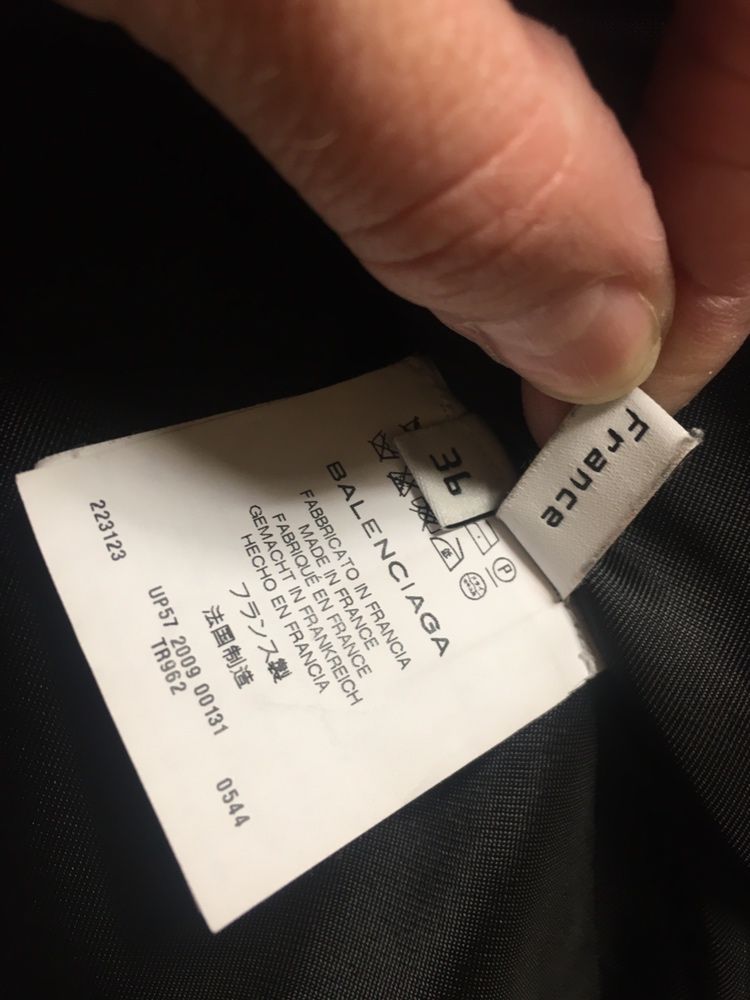 France
36
BALENCIAGA
FABBRICATO IN FRANCIA
MADE IN FRANCE
FABRIQUÉ EN FRANCE
GEMACHT IN FRANKREICH
HECHO EN FRANCIA
フランス製
法国制造
223123
UP57 2009 00131
TR962
0544
P